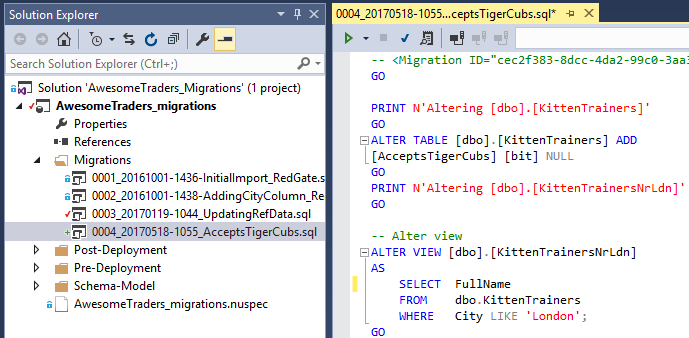 Solution Explorer
Search Solution Explorer (Ctrl+;)
Solution 'AwesomeTraders_Migrations' (1 project)
AwesomeTraders_migrations
Properties
References
Migrations
0001_20161001-1436-InitialImport_RedGate.s
0002_20161001-1438-AddingCityColumn_Re
0003_20170119-1044_UpdatingRefData.sql
0004_20170518-1055_AcceptsTigerCubs.sql
Post-Deployment
Pre-Deployment
Schema-Model
AwesomeTraders_migrations.nuspec
0004_20170518-1055...ceptsTigerCubs.sql*
-- <Migration ID="cec2f383-8dcc-4da2-99c0-3aa
GO
PRINT N'Altering [dbo].[KittenTrainers]'
GO
ALTER TABLE [dbo].[KittenTrainers] ADD
[AcceptsTigerCubs] [bit] NULL
GO
PRINT N'Altering [dbo].[KittenTrainersNrLdn]'
GO
-- Alter view
ALTER VIEW [dbo].[KittenTrainersNrLdn]
AS
SELECT FullName
FROM dbo.KittenTrainers
WHERE City LIKE 'London';
GO